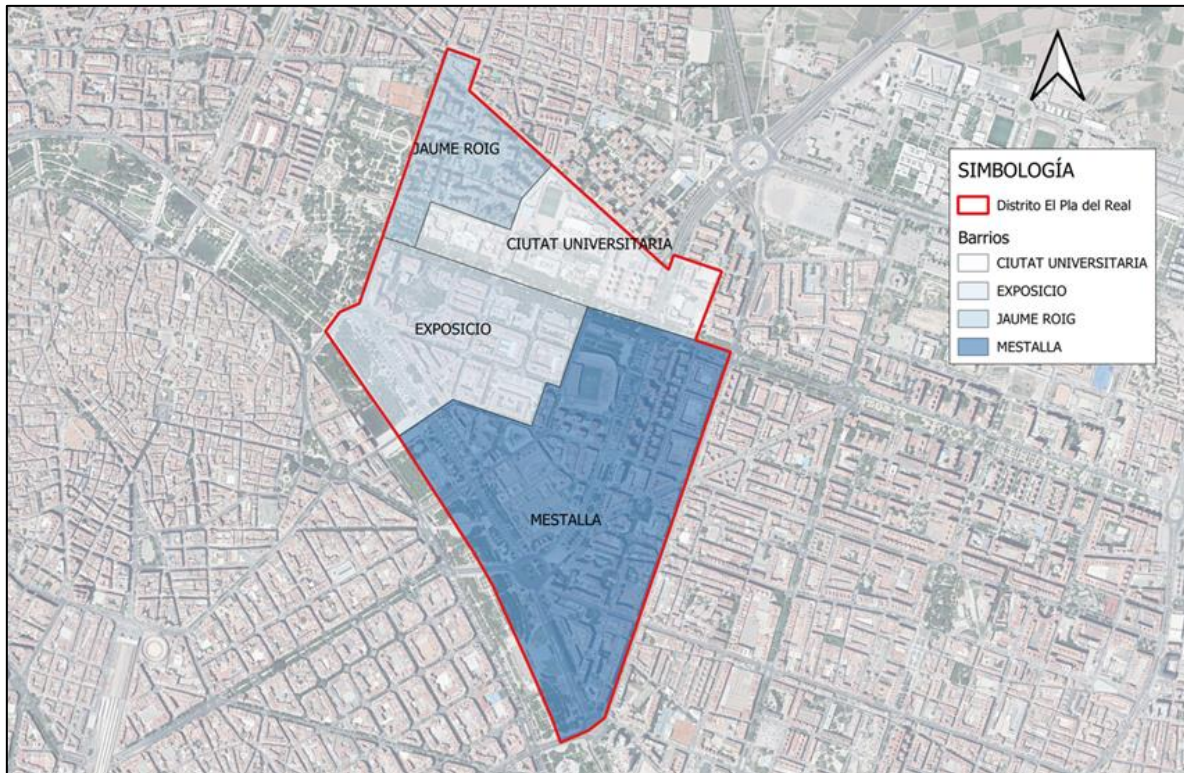 JAUME ROIG
CIUTAT UNIVERSITARIA
EXPOSICIO
MESTALLA
SIMBOLOGÍA
Distrito El Pla del Real
Barrios
CIUTAT UNIVERSITARIA
EXPOSICIO
JAUME ROIG
MESTALLA